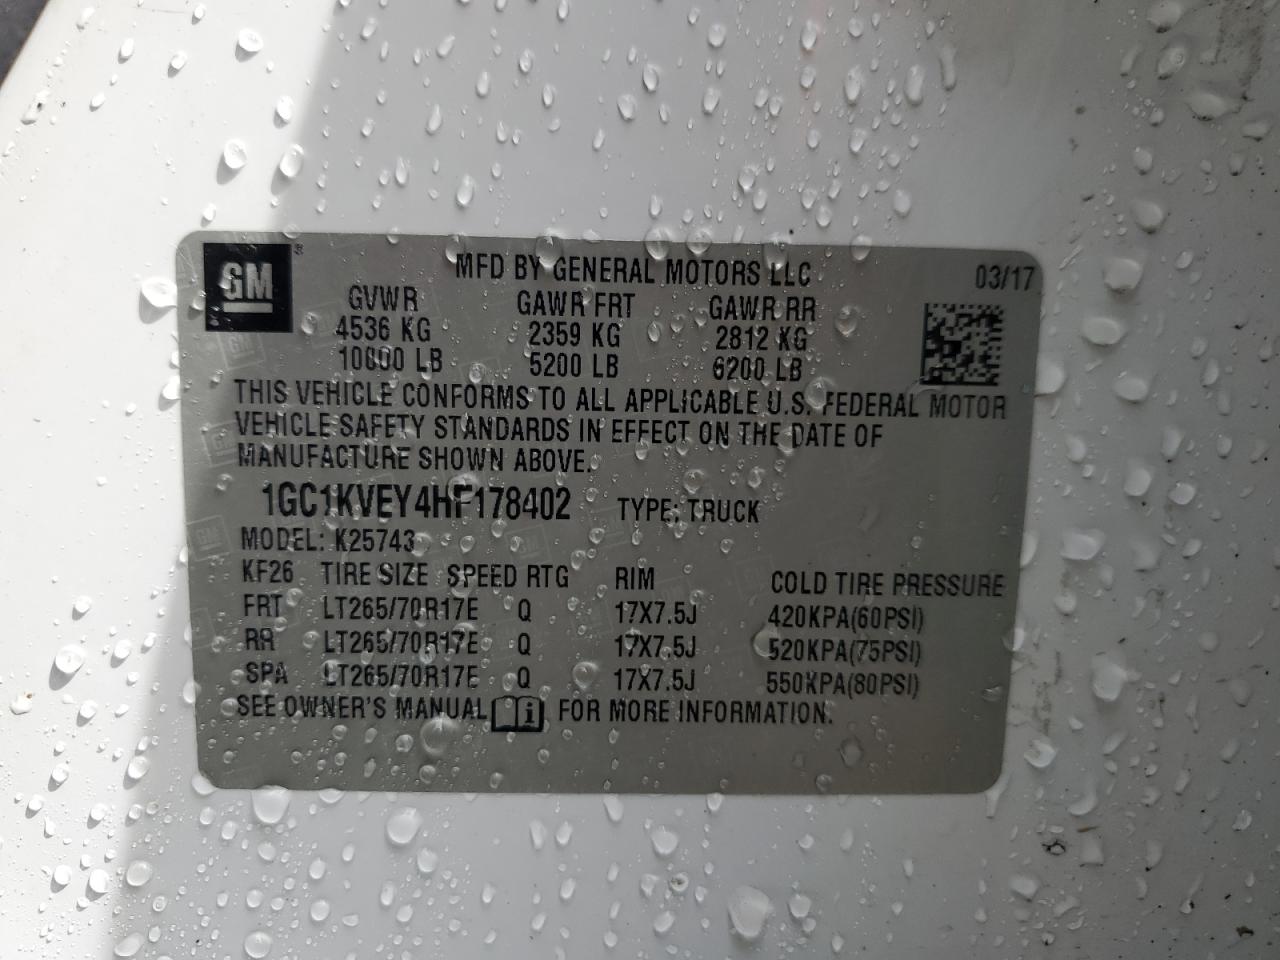 GM ® MFD BY GENERAL MOTORS LLC 03/17
GVWR GAWR FRT GAWR RR
4536 KG 2359 KG 2812 KG
10000 LB 5200 LB 6200 LB
THIS VEHICLE CONFORMS TO ALL APPLICABLE U.S. FEDERAL MOTOR
VEHICLE SAFETY STANDARDS IN EFFECT ON THE DATE OF
MANUFACTURE SHOWN ABOVE.
1GC1KVEY4HF178402 TYPE: TRUCK
MODEL: K25743
KF26 TIRE SIZE SPEED RTG RIM COLD TIRE PRESSURE
FRT LT265/70R17E Q 17X7.5J 420KPA(60PSI)
RR LT265/70R17E Q 17X7.5J 520KPA(75PSI)
SPA LT265/70R17E Q 17X7.5J 550KPA(80PSI)
SEE OWNER'S MANUAL i FOR MORE INFORMATION.